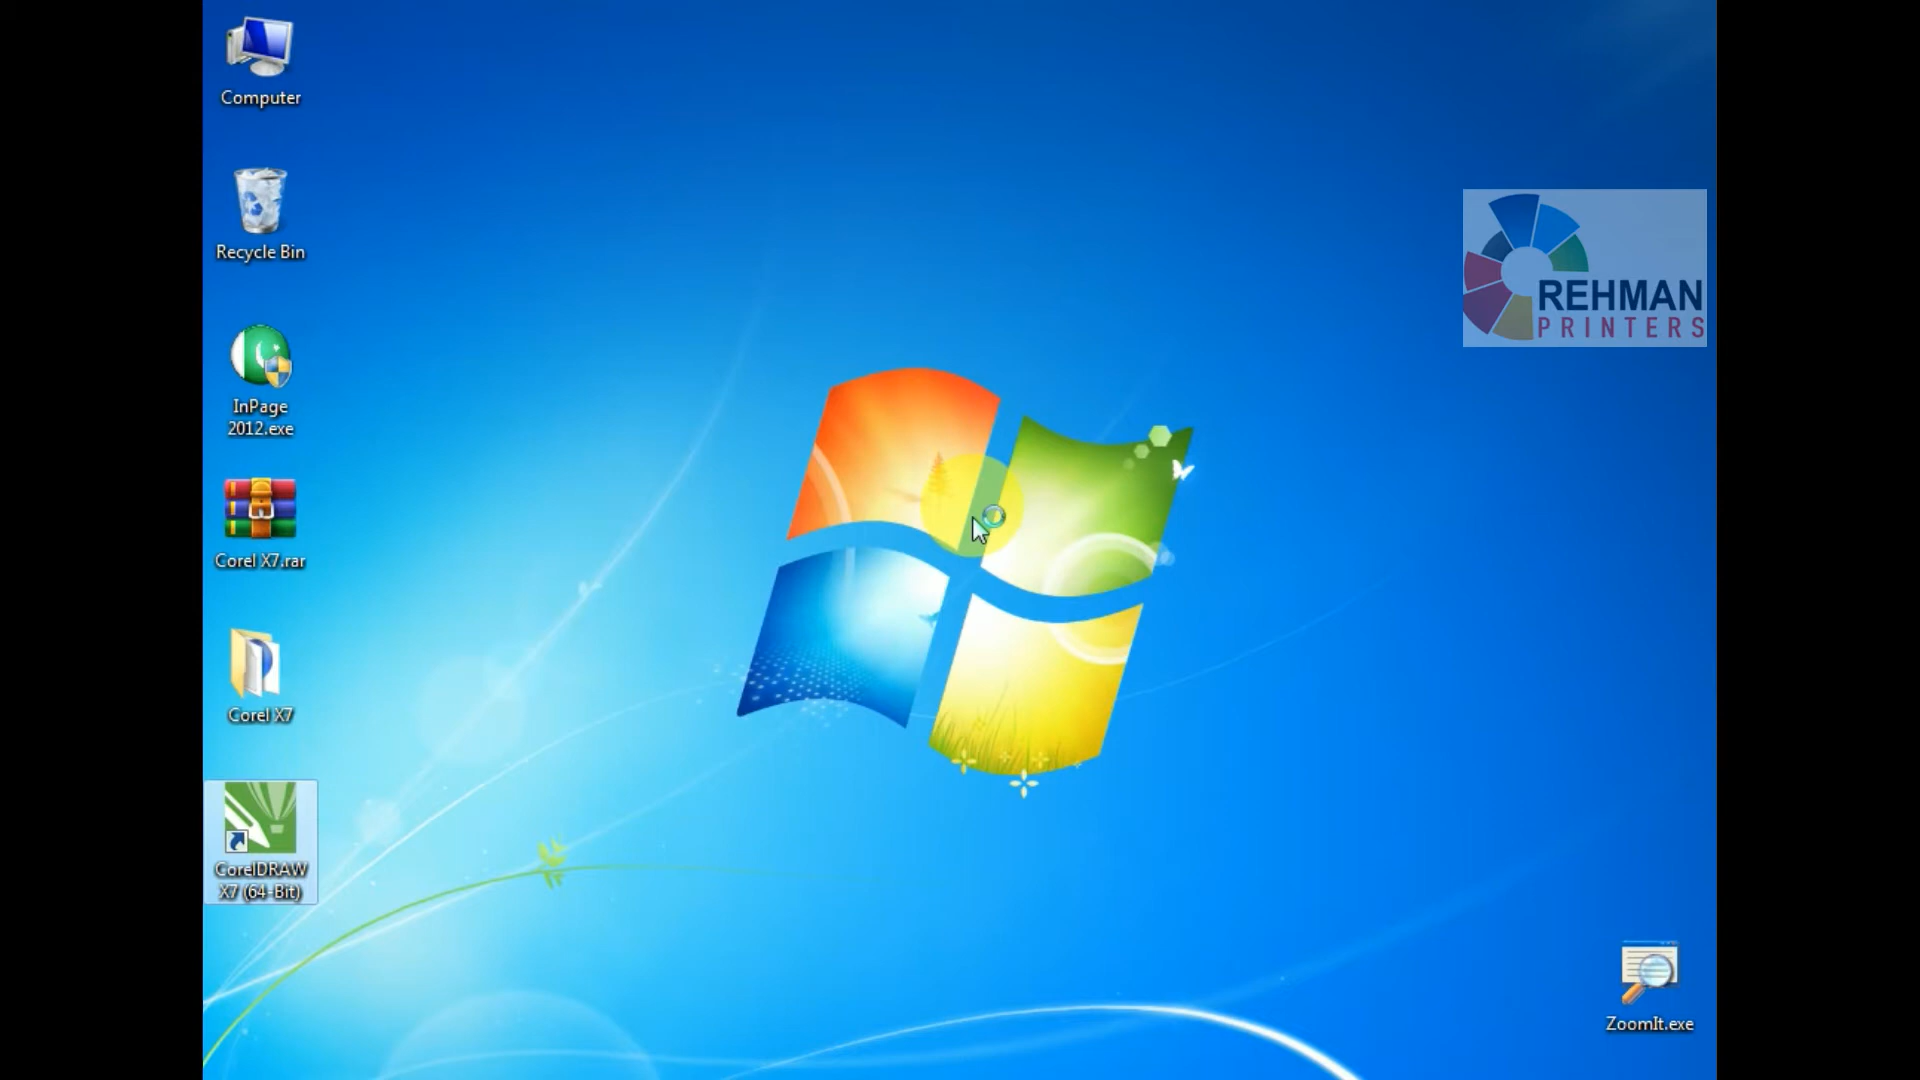 Computer
Recycle Bin
InPage
2012.exe
Corel X7.rar
Corel X7
CorelDRAW
X7 (64-Bit)
REHMAN
PRINTERS
ZoomIt.exe